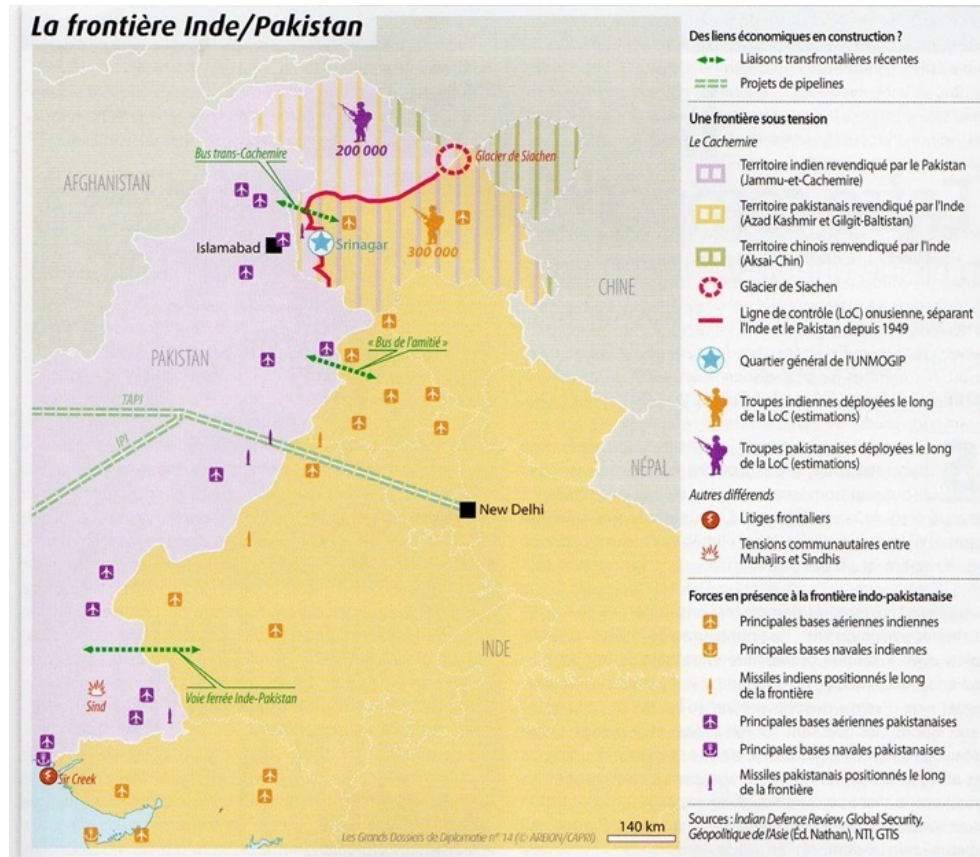 La frontière Inde/Pakistan
AFGHANISTAN
Bus trans-Cachemire
200 000
Glacier de Siachen
Islamabad
Srinagar
300 000
CHINE
PAKISTAN
« Bus de l'amitié »
TAPI
IPI
NÉPAL
New Delhi
INDE
Voie ferrée Inde-Pakistan
Sind
Sir Creek
Les Grands Dossiers de Diplomatie n° 14 (© AREION/CAPRI)
140 km
Des liens économiques en construction ?
Liaisons transfrontalières récentes
Projets de pipelines
Une frontière sous tension
Le Cachemire
Territoire indien revendiqué par le Pakistan
(Jammu-et-Cachemire)
Territoire pakistanais revendiqué par l'Inde
(Azad Kashmir et Gilgit-Baltistan)
Territoire chinois renvendiqué par l'Inde
(Aksai-Chin)
Glacier de Siachen
Ligne de contrôle (LoC) onusienne, séparant
l'Inde et le Pakistan depuis 1949
Quartier général de l'UNMOGIP
Troupes indiennes déployées le long
de la LoC (estimations)
Troupes pakistanaises déployées le long
de la LoC (estimations)
Autres différends
Litiges frontaliers
Tensions communautaires entre
Muhajirs et Sindhis
Forces en présence à la frontière indo-pakistanaise
Principales bases aériennes indiennes
Principales bases navales indiennes
Missiles indiens positionnés le long
de la frontière
Principales bases aériennes pakistanaises
Principales bases navales pakistanaises
Missiles pakistanais positionnés le long
de la frontière
Sources : Indian Defence Review, Global Security,
Géopolitique de l'Asie (Éd. Nathan), NTI, GTIS